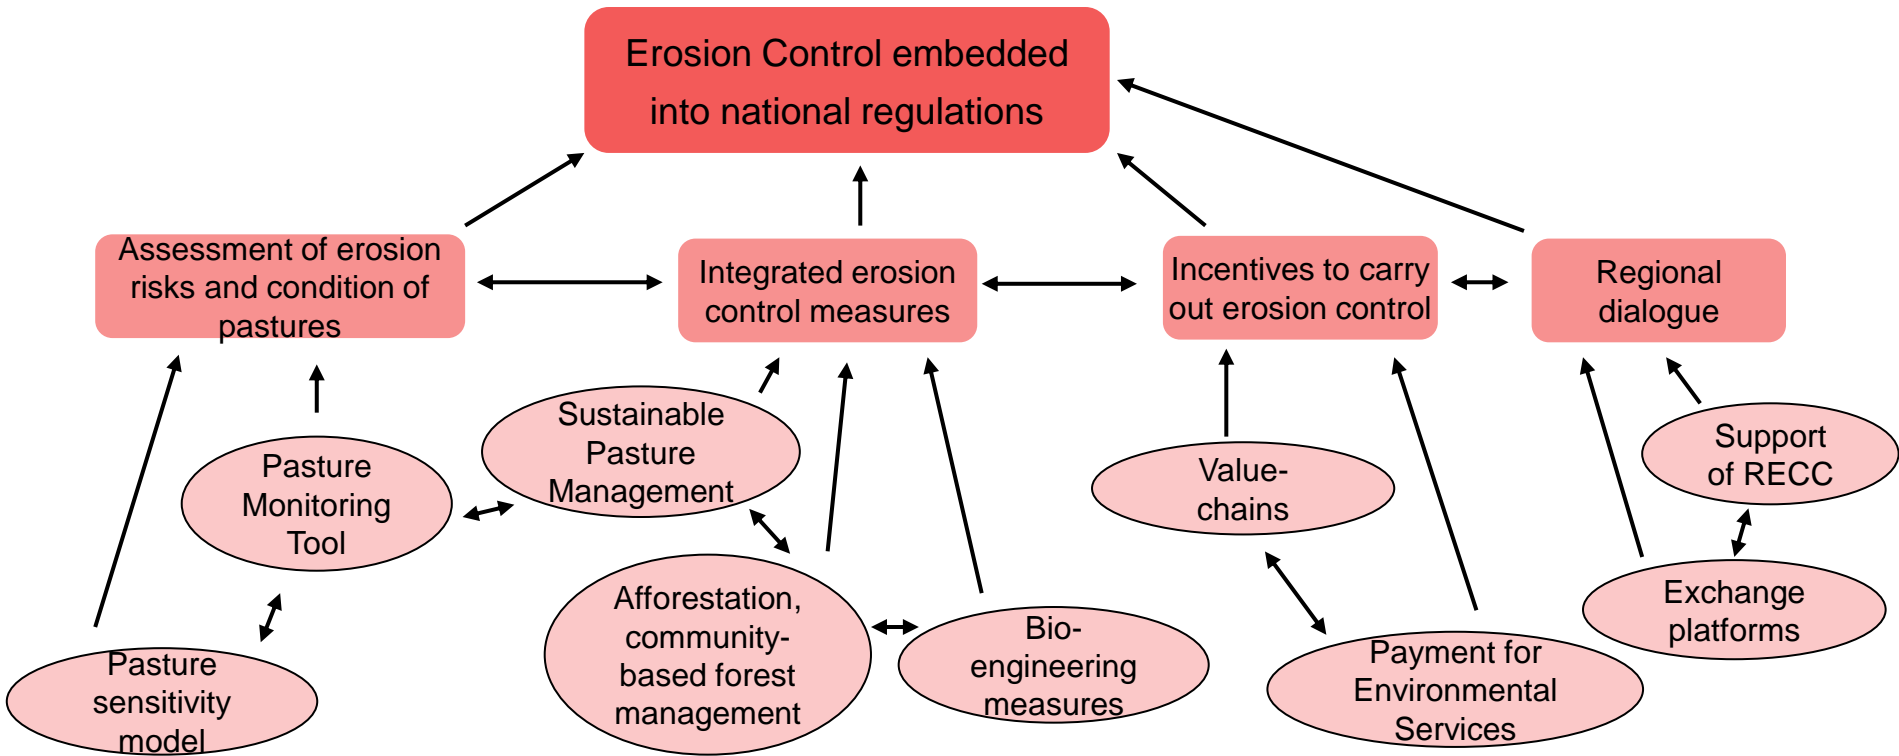 Erosion Control embedded
into national regulations
Assessment of erosion
risks and condition of
pastures
Integrated erosion
control measures
Incentives to carry
out erosion control
Regional
dialogue
Sustainable
Pasture
Management
Pasture
Monitoring
Tool
Value-
chains
Support
of RECC
Afforestation,
community-
based forest
management
Bio-
engineering
measures
Exchange
platforms
Pasture
sensitivity
model
Payment for
Environmental
Services